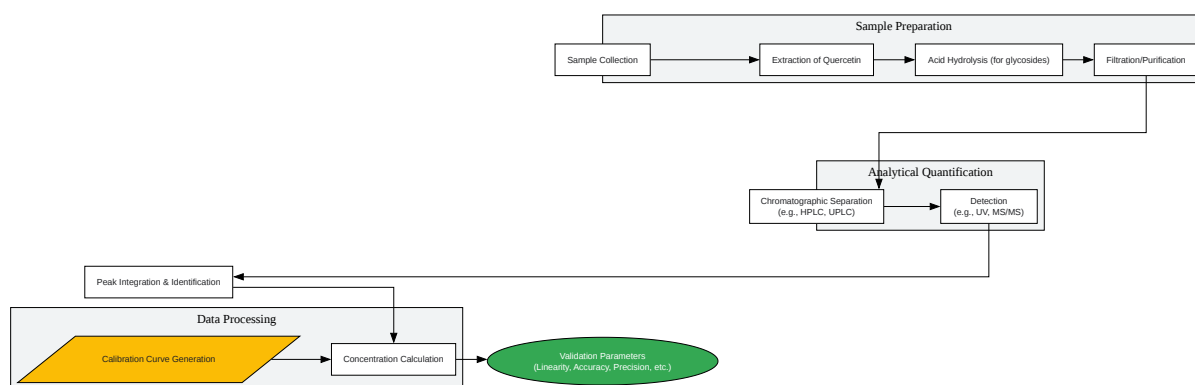 Sample Preparation
Sample Collection
Extraction of Quercetin
Acid Hydrolysis (for glycosides)
Filtration/Purification
Analytical Quantification
Chromatographic Separation
(e.g., HPLC, UPLC)
Detection
(e.g., UV, MS/MS)
Peak Integration & Identification
Data Processing
Calibration Curve Generation
Concentration Calculation
Validation Parameters
(Linearity, Accuracy, Precision, etc.)